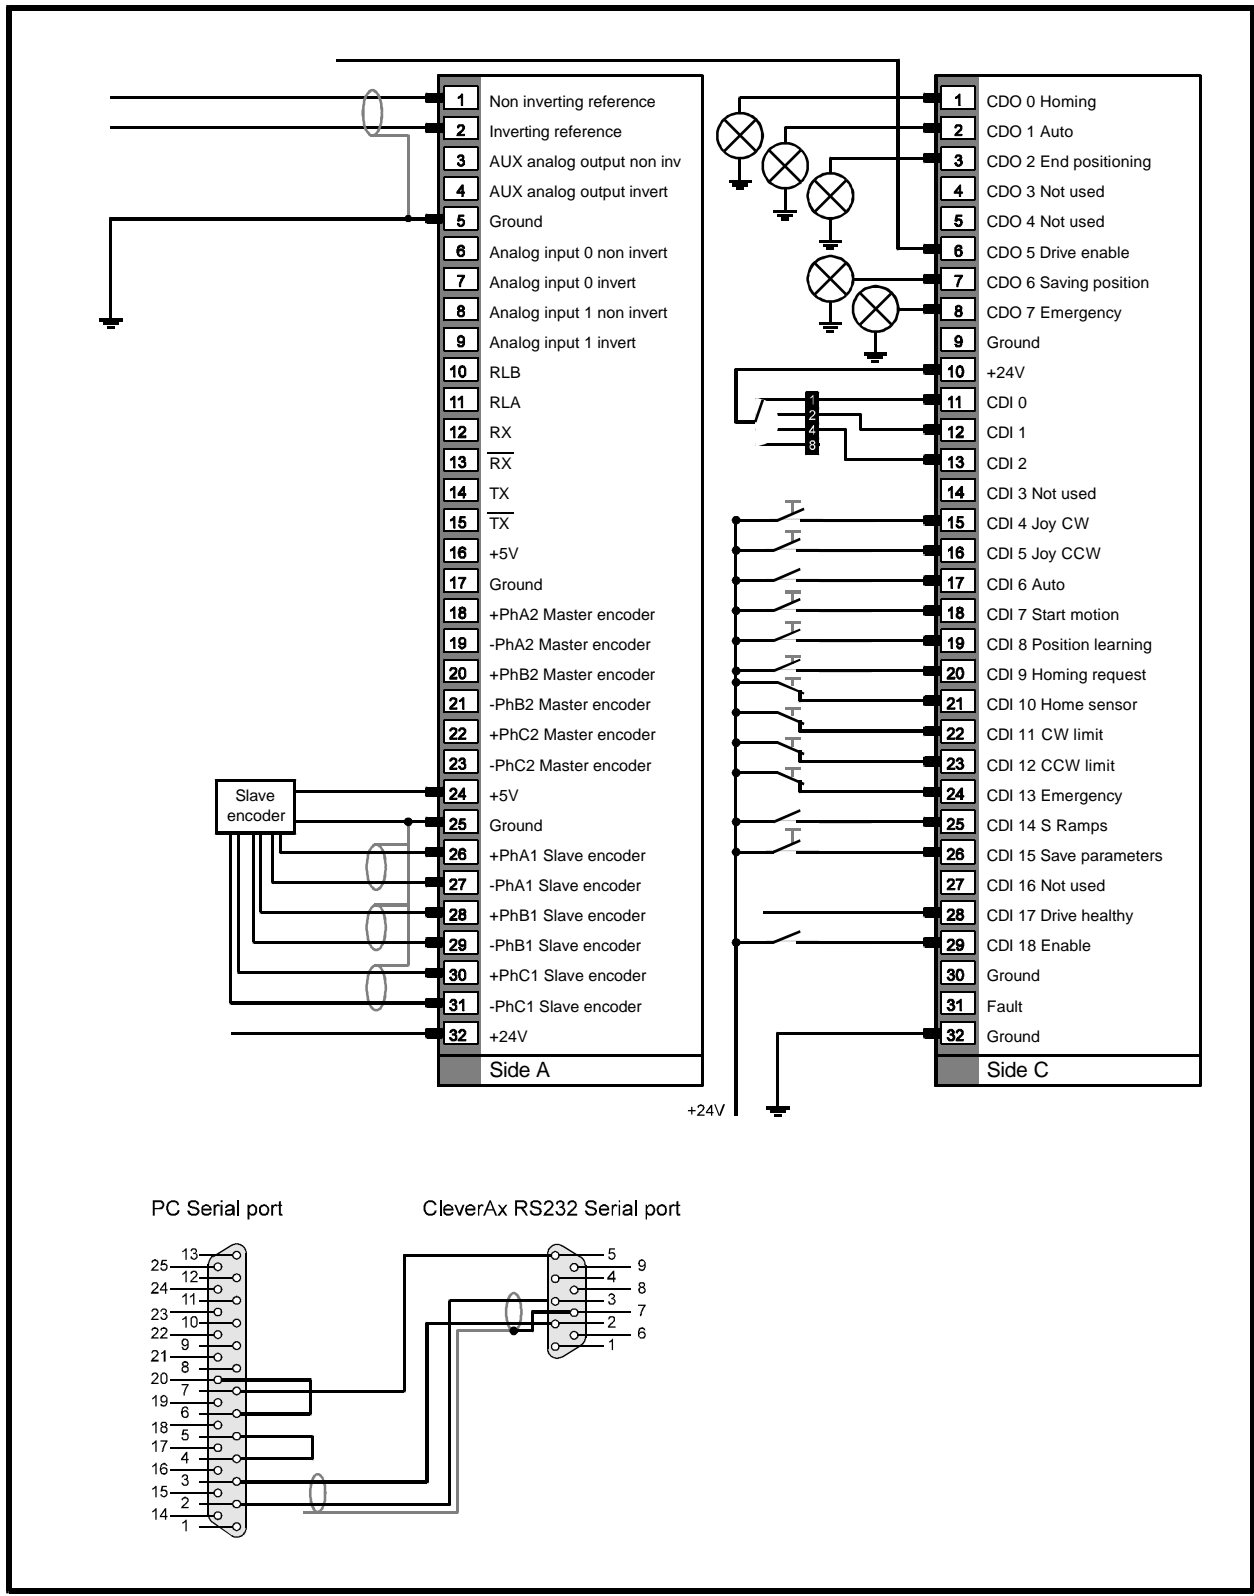 1 Non inverting reference
2 Inverting reference
3 AUX analog output non inv
4 AUX analog output invert
5 Ground
6 Analog input 0 non invert
7 Analog input 0 invert
8 Analog input 1 non invert
9 Analog input 1 invert
10 RLB
11 RLA
12 RX
13 RX
14 TX
15 TX
16 +5V
17 Ground
18 +PhA2 Master encoder
19 -PhA2 Master encoder
20 +PhB2 Master encoder
21 -PhB2 Master encoder
22 +PhC2 Master encoder
23 -PhC2 Master encoder
24 +5V
25 Ground
26 +PhA1 Slave encoder
27 -PhA1 Slave encoder
28 +PhB1 Slave encoder
29 -PhB1 Slave encoder
30 +PhC1 Slave encoder
31 -PhC1 Slave encoder
32 +24V
Side A
Slave
encoder
1 CDO 0 Homing
2 CDO 1 Auto
3 CDO 2 End positioning
4 CDO 3 Not used
5 CDO 4 Not used
6 CDO 5 Drive enable
7 CDO 6 Saving position
8 CDO 7 Emergency
9 Ground
10 +24V
11 CDI 0
12 CDI 1
13 CDI 2
14 CDI 3 Not used
15 CDI 4 Joy CW
16 CDI 5 Joy CCW
17 CDI 6 Auto
18 CDI 7 Start motion
19 CDI 8 Position learning
20 CDI 9 Homing request
21 CDI 10 Home sensor
22 CDI 11 CW limit
23 CDI 12 CCW limit
24 CDI 13 Emergency
25 CDI 14 S Ramps
26 CDI 15 Save parameters
27 CDI 16 Not used
28 CDI 17 Drive healthy
29 CDI 18 Enable
30 Ground
31 Fault
32 Ground
Side C
1
2
4
8
+24V
PC Serial port
13
25
12
24
11
23
10
22
9
21
8
20
7
19
6
18
5
17
4
16
3
15
2
14
1
CleverAx RS232 Serial port
5
9
4
8
3
7
2
6
1